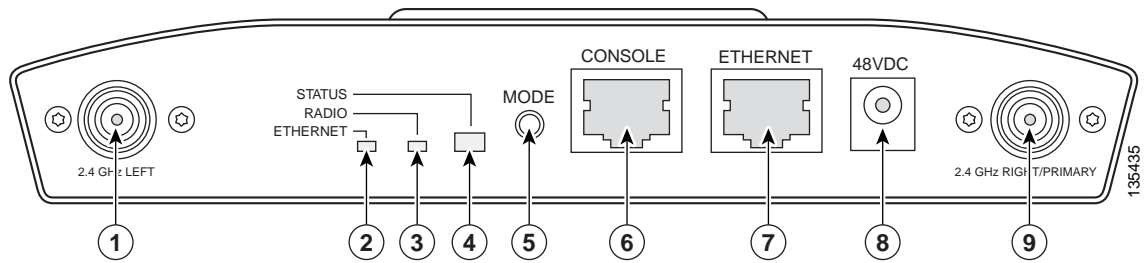 CONSOLE
ETHERNET
48VDC
STATUS
RADIO
ETHERNET
MODE
2.4 GHz LEFT
2.4 GHz RIGHT/PRIMARY
135435
1
2
3
4
5
6
7
8
9